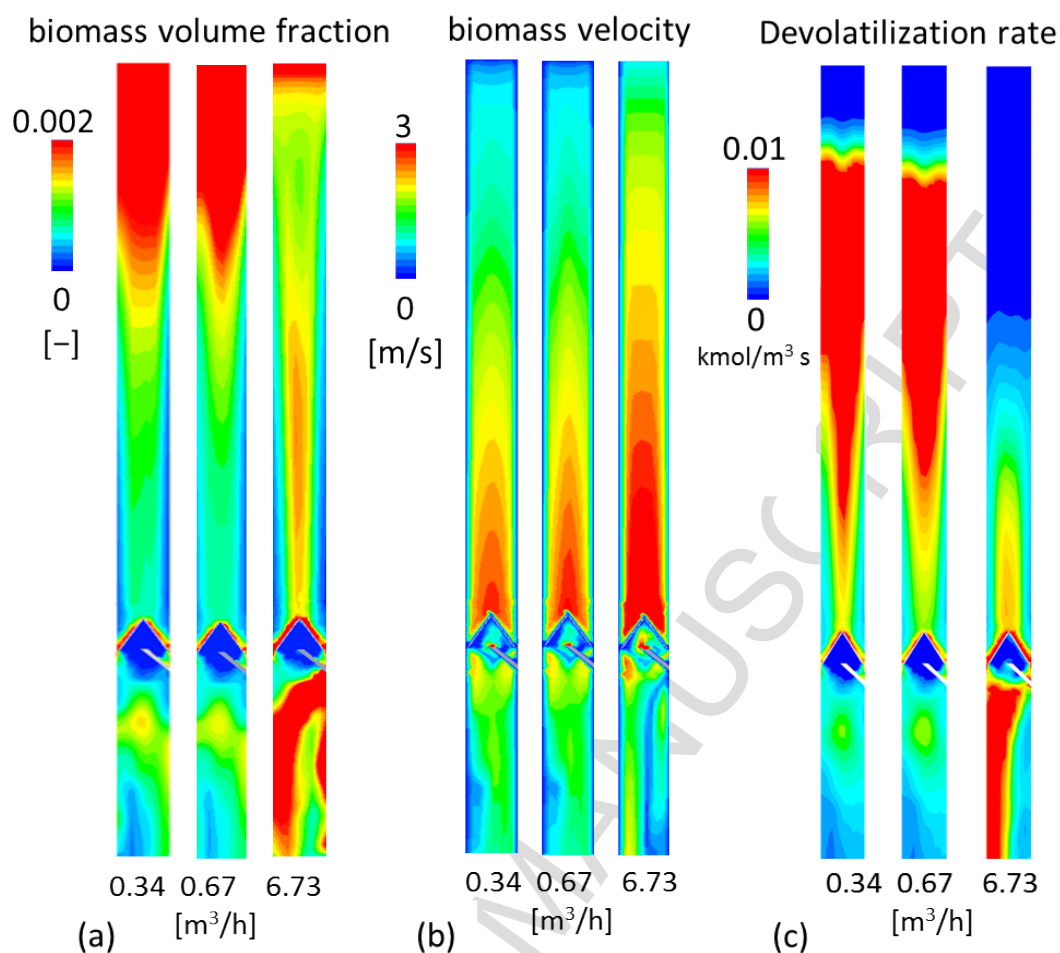 biomass volume fraction
biomass velocity
Devolatilization rate
0.002
0
[–]
3
0
[m/s]
0.01
0
kmol/m³ s
MANUSCRIPT
0.34 0.67 6.73
[m³/h]
(a)
0.34 0.67 6.73
[m³/h]
(b)
0.34 0.67 6.73
[m³/h]
(c)